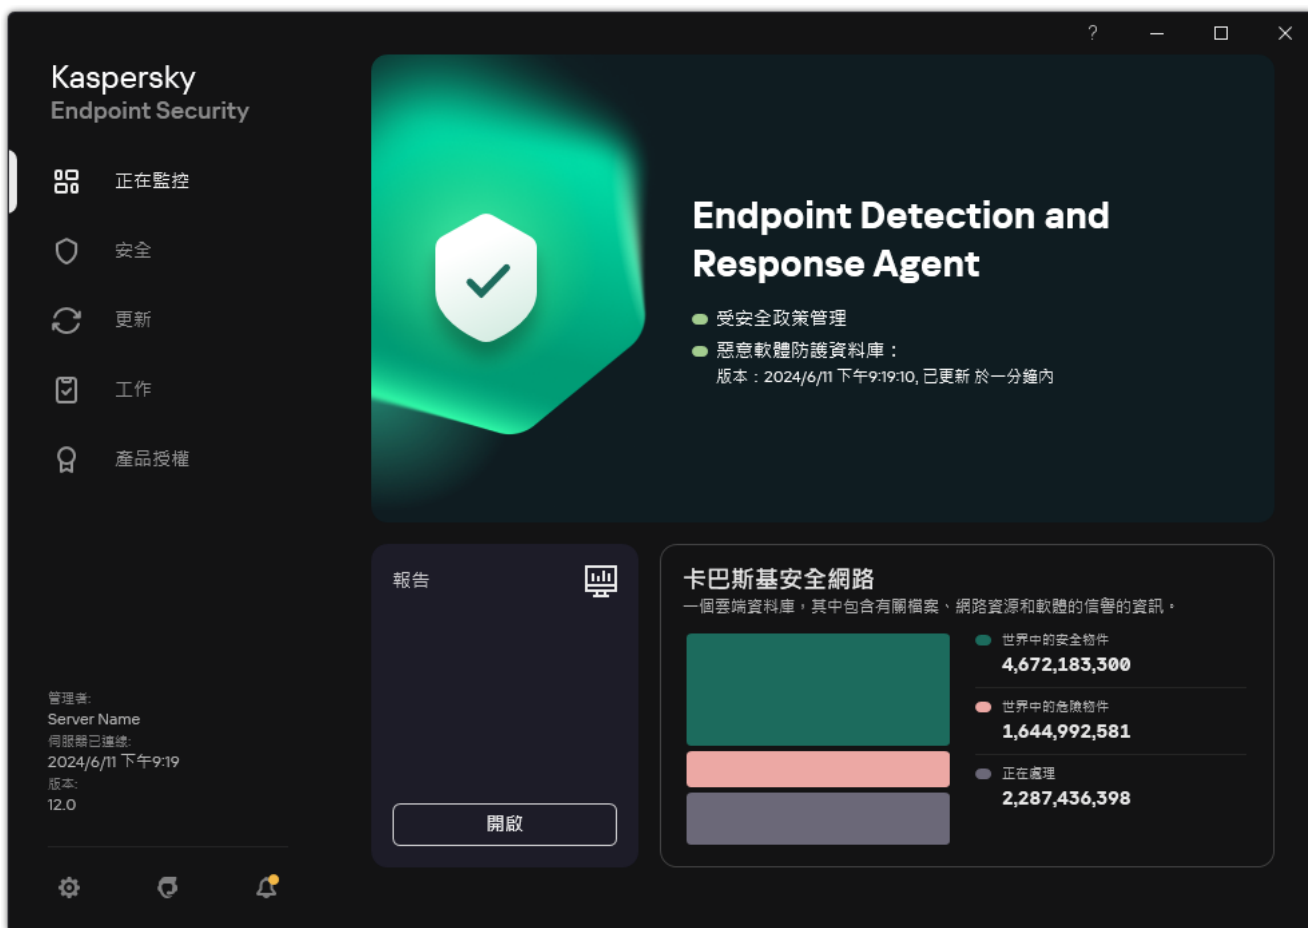 ?
Kaspersky
Endpoint Security
正在監控
安全
更新
工作
產品授權
管理者:
Server Name
伺服器已連線:
2024/6/11 下午9:19
版本:
12.0
Endpoint Detection and
Response Agent
受安全政策管理
惡意軟體防護資料庫：
版本：2024/6/11 下午9:19:10, 已更新 於一分鐘內
報告
開啟
卡巴斯基安全網路
一個雲端資料庫，其中包含有關檔案、網路資源和軟體的信譽的資訊。
世界中的安全物件
4,672,183,300
世界中的危險物件
1,644,992,581
正在處理
2,287,436,398